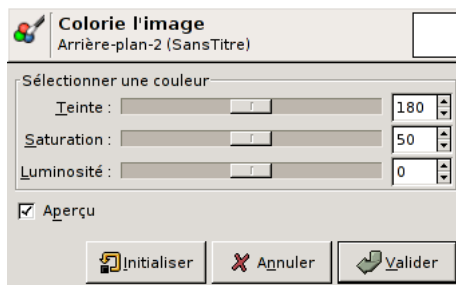 Colorie l'image
Arrière-plan-2 (SansTitre)
Sélectionner une couleur
Teinte : 180
Saturation : 50
Luminosité : 0
Aperçu
Initialiser Annuler Valider